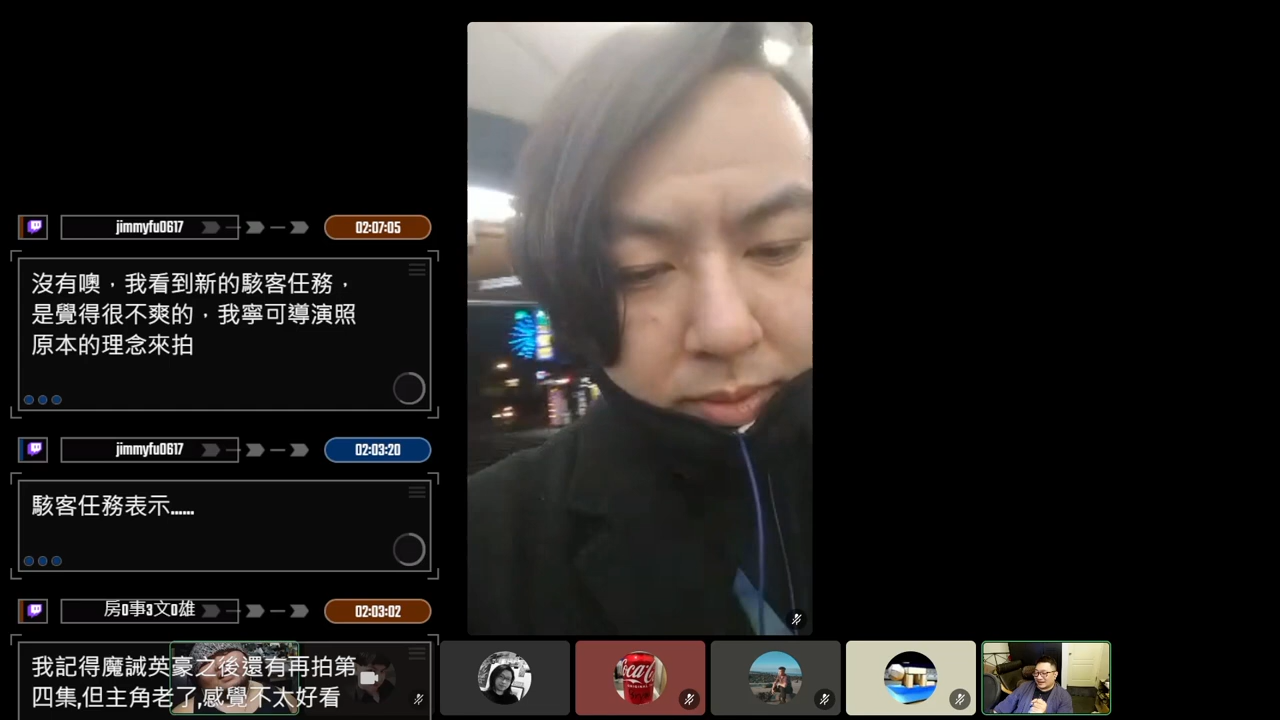 jimmyfu0617
02:07:05
沒有噢，我看到新的駭客任務，
是覺得很不爽的，我寧可導演照
原本的理念來拍
jimmyfu0617
02:03:20
駭客任務表示......
房0事3文0雄
02:03:02
我記得魔誡英豪之後還有再拍第
四集,但主角老了,感覺不太好看
Coca-Cola
ORIGINAL